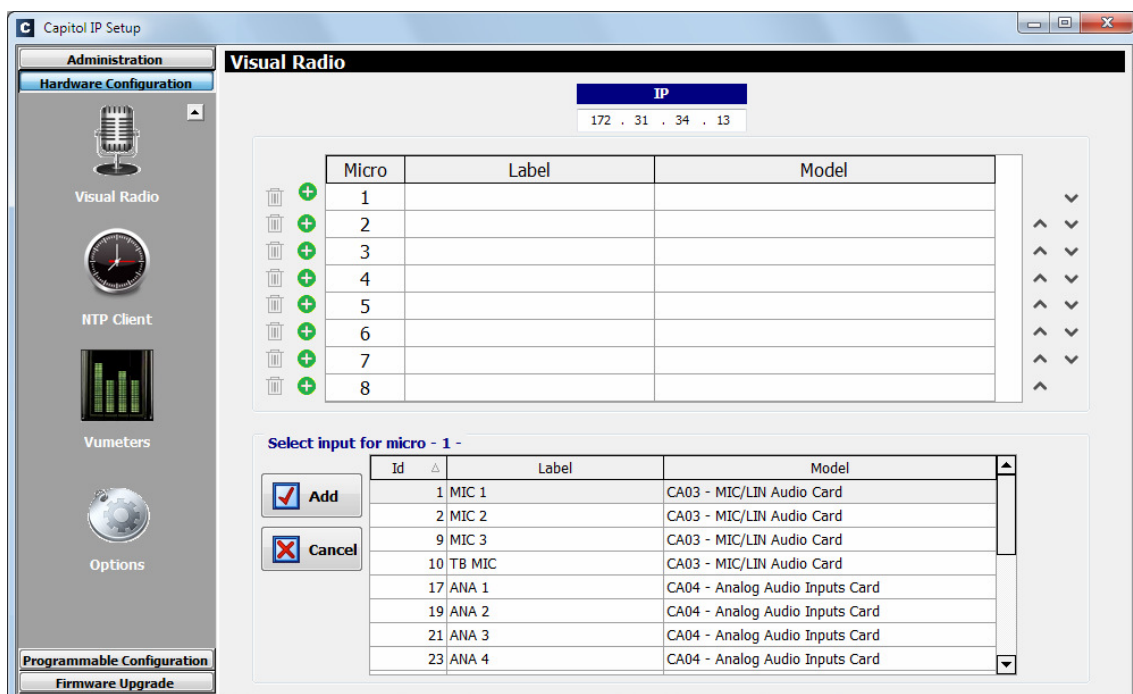 Capitol IP Setup
Administration
Hardware Configuration
Visual Radio
NTP Client
Vumeters
Options
Programmable Configuration
Firmware Upgrade
Visual Radio
IP
172 . 31 . 34 . 13
Micro Label Model
1
2
3
4
5
6
7
8
Select input for micro - 1 -
Add
Cancel
Id Label Model
1 MIC 1 CA03 - MIC/LIN Audio Card
2 MIC 2 CA03 - MIC/LIN Audio Card
9 MIC 3 CA03 - MIC/LIN Audio Card
10 TB MIC CA03 - MIC/LIN Audio Card
17 ANA 1 CA04 - Analog Audio Inputs Card
19 ANA 2 CA04 - Analog Audio Inputs Card
21 ANA 3 CA04 - Analog Audio Inputs Card
23 ANA 4 CA04 - Analog Audio Inputs Card